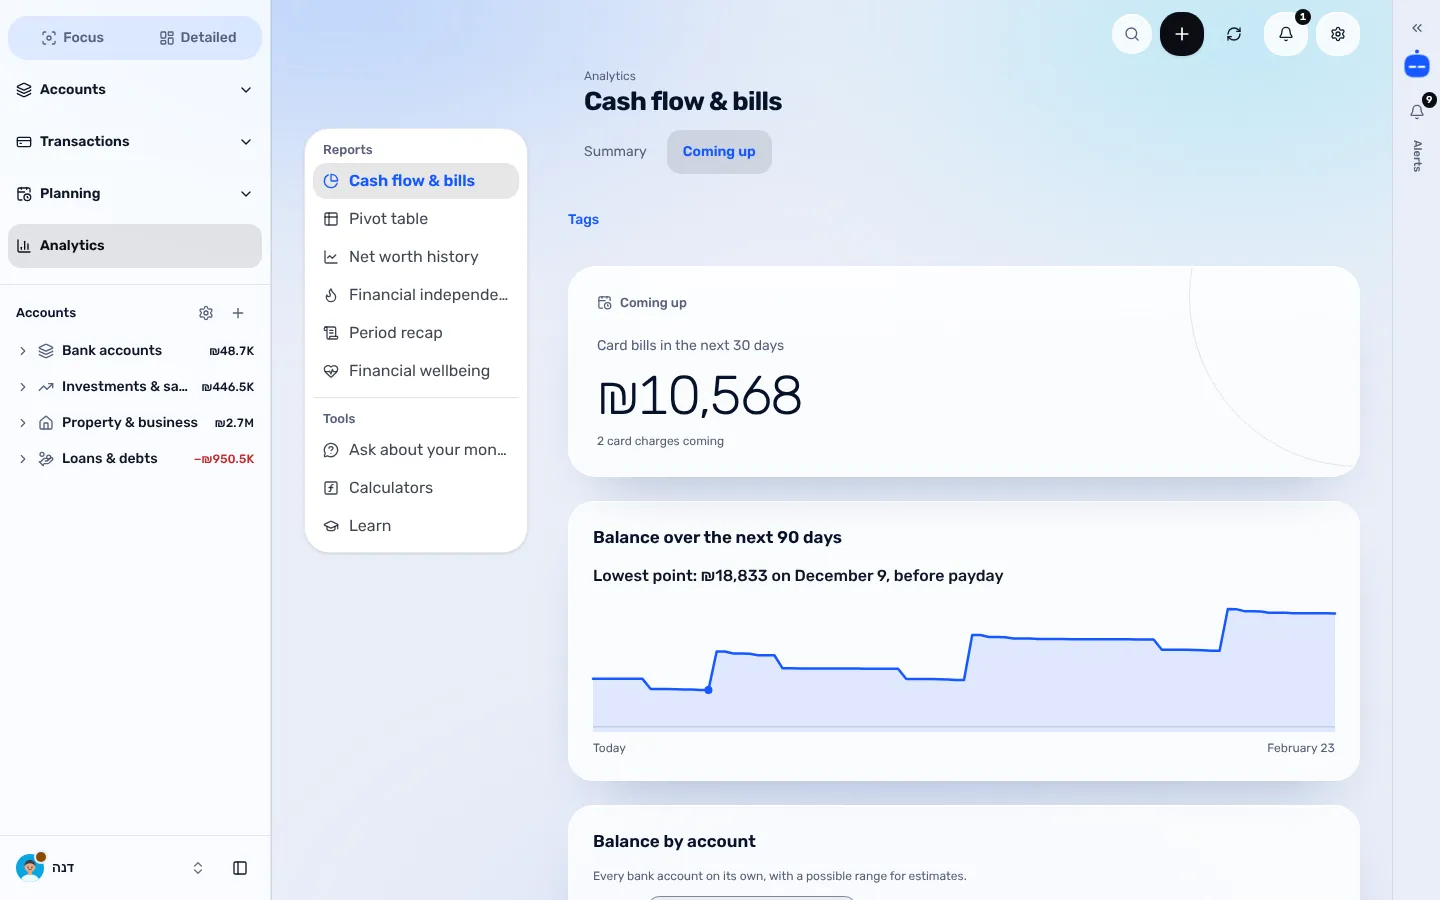 Focus
Detailed
Accounts
Transactions
Planning
Analytics
Accounts
Bank accounts ₪48.7K
Investments & sa... ₪446.5K
Property & business ₪2.7M
Loans & debts −₪950.5K
דנה
Reports
Cash flow & bills
Pivot table
Net worth history
Financial independe...
Period recap
Financial wellbeing
Tools
Ask about your mon...
Calculators
Learn
1
Analytics
Cash flow & bills
Summary
Coming up
Tags
Coming up
Card bills in the next 30 days
₪10,568
2 card charges coming
Balance over the next 90 days
Lowest point: ₪18,833 on December 9, before payday
Today
February 23
Balance by account
Every bank account on its own, with a possible range for estimates.
9
Alerts